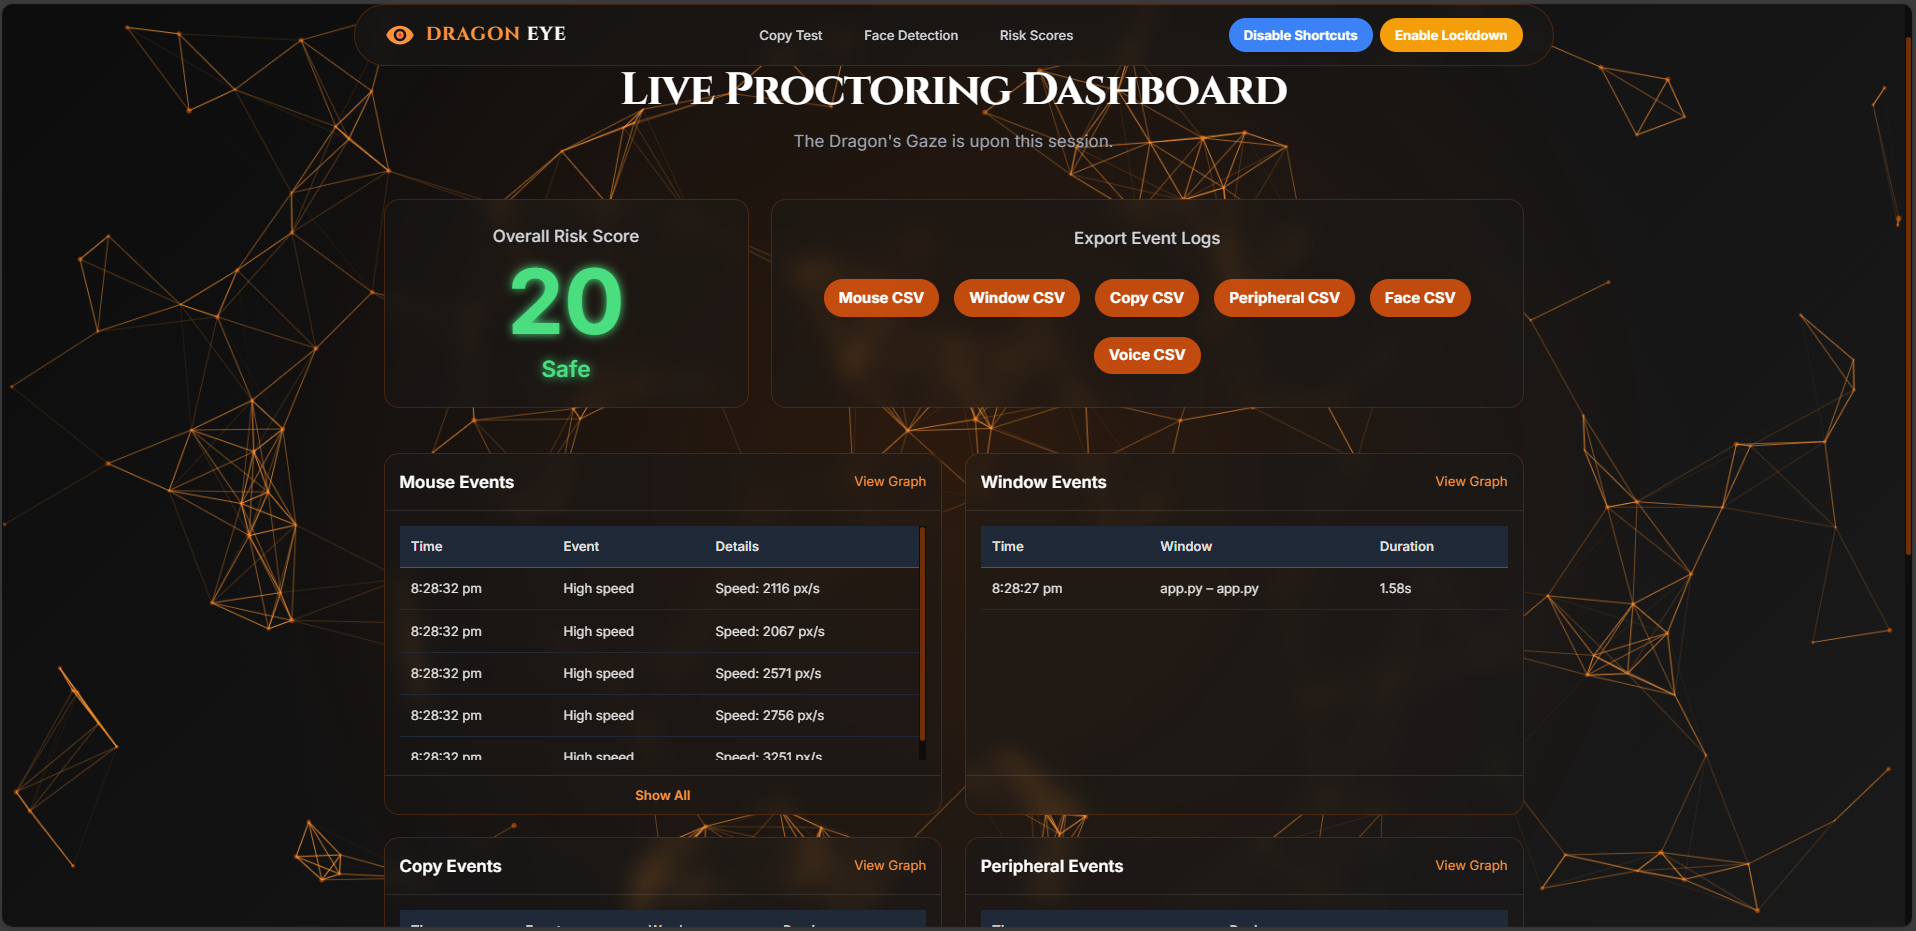 DRAGON EYE
Copy Test
Face Detection
Risk Scores
Disable Shortcuts
Enable Lockdown
Live Proctoring Dashboard
The Dragon's Gaze is upon this session.
Overall Risk Score
20
Safe
Export Event Logs
Mouse CSV
Window CSV
Copy CSV
Peripheral CSV
Face CSV
Voice CSV
Mouse Events
View Graph
Time Event Details
8:28:32 pm High speed Speed: 2116 px/s
8:28:32 pm High speed Speed: 2067 px/s
8:28:32 pm High speed Speed: 2571 px/s
8:28:32 pm High speed Speed: 2756 px/s
8:28:32 pm High speed Speed: 3251 px/s
Show All
Window Events
View Graph
Time Window Duration
8:28:27 pm app.py – app.py 1.58s
Copy Events
View Graph
Peripheral Events
View Graph